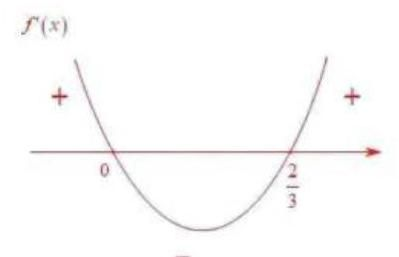 f'(x)
+ +
0 2/3
−